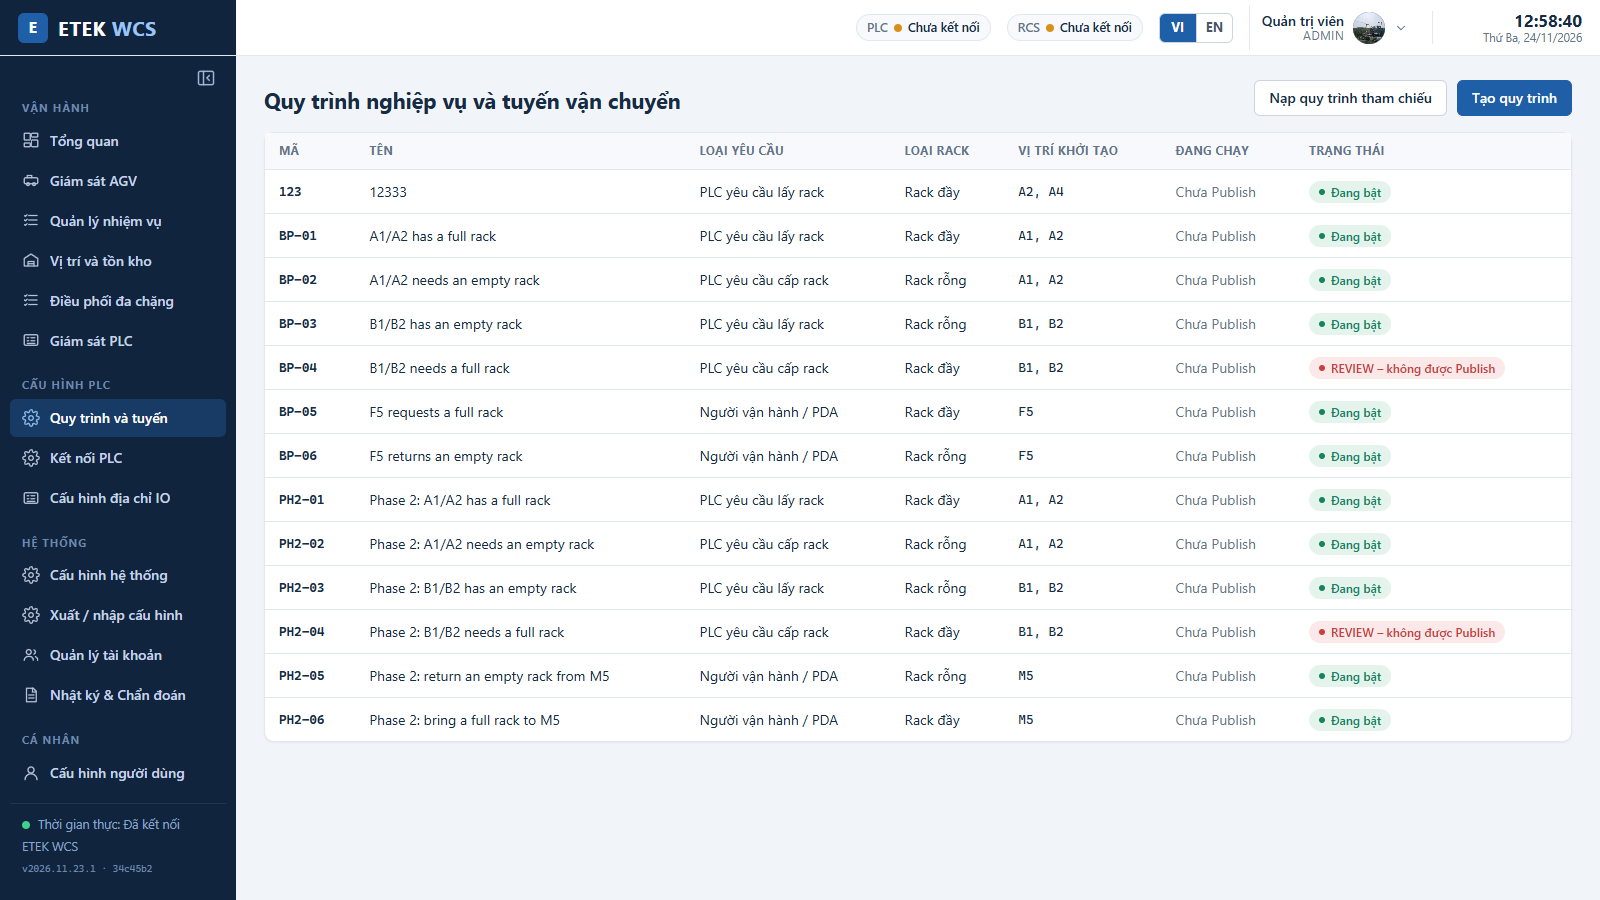 E ETEK WCS
PLC Chưa kết nối
RCS Chưa kết nối
VI EN
Quản trị viên
ADMIN
12:58:40
Thứ Ba, 24/11/2026
VẬN HÀNH
Tổng quan
Giám sát AGV
Quản lý nhiệm vụ
Vị trí và tồn kho
Điều phối đa chặng
Giám sát PLC
CẤU HÌNH PLC
Quy trình và tuyến
Kết nối PLC
Cấu hình địa chỉ IO
HỆ THỐNG
Cấu hình hệ thống
Xuất / nhập cấu hình
Quản lý tài khoản
Nhật ký & Chẩn đoán
CÁ NHÂN
Cấu hình người dùng
Thời gian thực: Đã kết nối
ETEK WCS
v2026.11.23.1 · 34c45b2
Quy trình nghiệp vụ và tuyến vận chuyển
Nạp quy trình tham chiếu
Tạo quy trình
MÃ TÊN LOẠI YÊU CẦU LOẠI RACK VỊ TRÍ KHỞI TẠO ĐANG CHẠY TRẠNG THÁI
123 12333 PLC yêu cầu lấy rack Rack đầy A2, A4 Chưa Publish Đang bật
BP-01 A1/A2 has a full rack PLC yêu cầu lấy rack Rack đầy A1, A2 Chưa Publish Đang bật
BP-02 A1/A2 needs an empty rack PLC yêu cầu cấp rack Rack rỗng A1, A2 Chưa Publish Đang bật
BP-03 B1/B2 has an empty rack PLC yêu cầu lấy rack Rack rỗng B1, B2 Chưa Publish Đang bật
BP-04 B1/B2 needs a full rack PLC yêu cầu cấp rack Rack đầy B1, B2 Chưa Publish REVIEW – không được Publish
BP-05 F5 requests a full rack Người vận hành / PDA Rack đầy F5 Chưa Publish Đang bật
BP-06 F5 returns an empty rack Người vận hành / PDA Rack rỗng F5 Chưa Publish Đang bật
PH2-01 Phase 2: A1/A2 has a full rack PLC yêu cầu lấy rack Rack đầy A1, A2 Chưa Publish Đang bật
PH2-02 Phase 2: A1/A2 needs an empty rack PLC yêu cầu cấp rack Rack rỗng A1, A2 Chưa Publish Đang bật
PH2-03 Phase 2: B1/B2 has an empty rack PLC yêu cầu lấy rack Rack rỗng B1, B2 Chưa Publish Đang bật
PH2-04 Phase 2: B1/B2 needs a full rack PLC yêu cầu cấp rack Rack đầy B1, B2 Chưa Publish REVIEW – không được Publish
PH2-05 Phase 2: return an empty rack from M5 Người vận hành / PDA Rack rỗng M5 Chưa Publish Đang bật
PH2-06 Phase 2: bring a full rack to M5 Người vận hành / PDA Rack đầy M5 Chưa Publish Đang bật